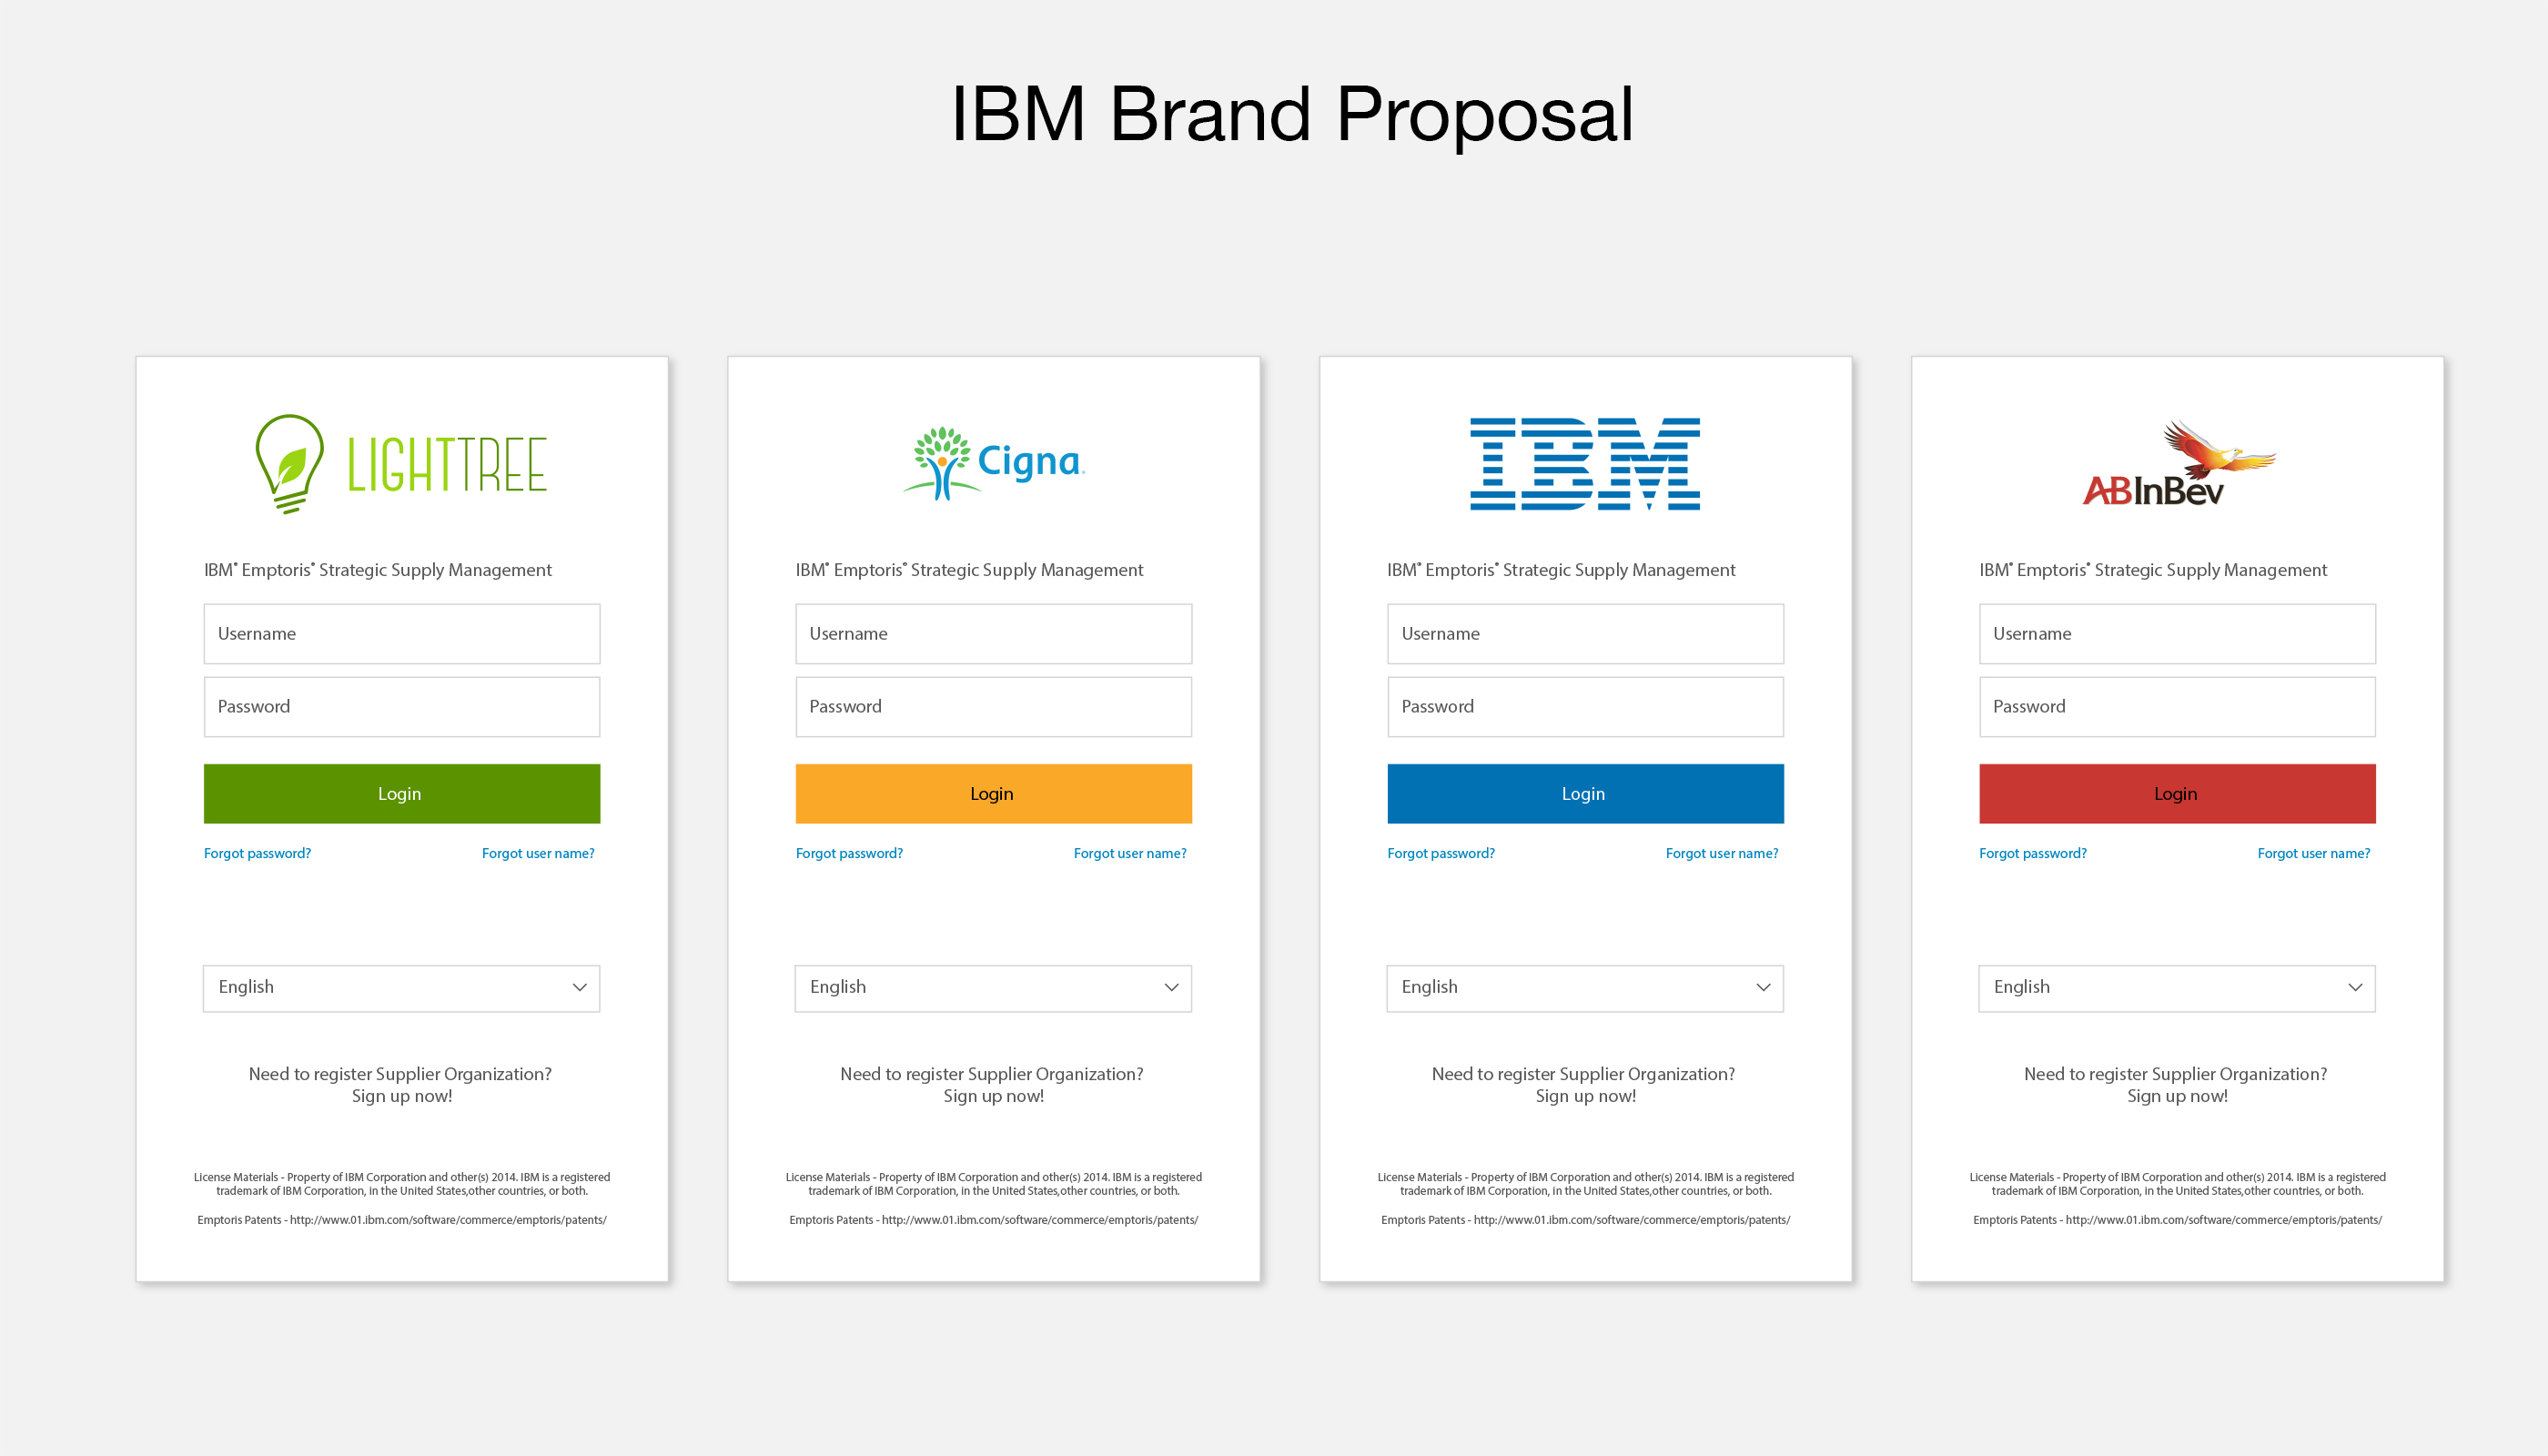 IBM Brand Proposal
LIGHTTREE
IBM® Emptoris® Strategic Supply Management
Username
Password
Login
Forgot password? Forgot user name?
English
Need to register Supplier Organization?
Sign up now!
License Materials - Property of IBM Corporation and other(s) 2014. IBM is a registered
trademark of IBM Corporation, in the United States,other countries, or both.
Emptoris Patents - http://www.01.ibm.com/software/commerce/emptoris/patents/
Cigna
IBM® Emptoris® Strategic Supply Management
Username
Password
Login
Forgot password? Forgot user name?
English
Need to register Supplier Organization?
Sign up now!
License Materials - Property of IBM Corporation and other(s) 2014. IBM is a registered
trademark of IBM Corporation, in the United States,other countries, or both.
Emptoris Patents - http://www.01.ibm.com/software/commerce/emptoris/patents/
IBM
IBM® Emptoris® Strategic Supply Management
Username
Password
Login
Forgot password? Forgot user name?
English
Need to register Supplier Organization?
Sign up now!
License Materials - Property of IBM Corporation and other(s) 2014. IBM is a registered
trademark of IBM Corporation, in the United States,other countries, or both.
Emptoris Patents - http://www.01.ibm.com/software/commerce/emptoris/patents/
ABInBev
IBM® Emptoris® Strategic Supply Management
Username
Password
Login
Forgot password? Forgot user name?
English
Need to register Supplier Organization?
Sign up now!
License Materials - Property of IBM Corporation and other(s) 2014. IBM is a registered
trademark of IBM Corporation, in the United States,other countries, or both.
Emptoris Patents - http://www.01.ibm.com/software/commerce/emptoris/patents/